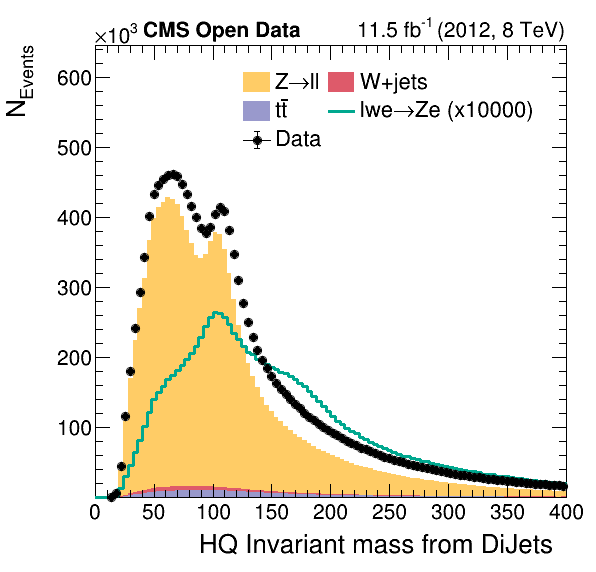 ×10³ CMS Open Data 11.5 fb⁻¹ (2012, 8 TeV)
N_Events
600
500
400
300
200
100
Z→ll W+jets
tt̄ lwe→Ze (x10000)
Data
0 50 100 150 200 250 300 350 400
HQ Invariant mass from DiJets